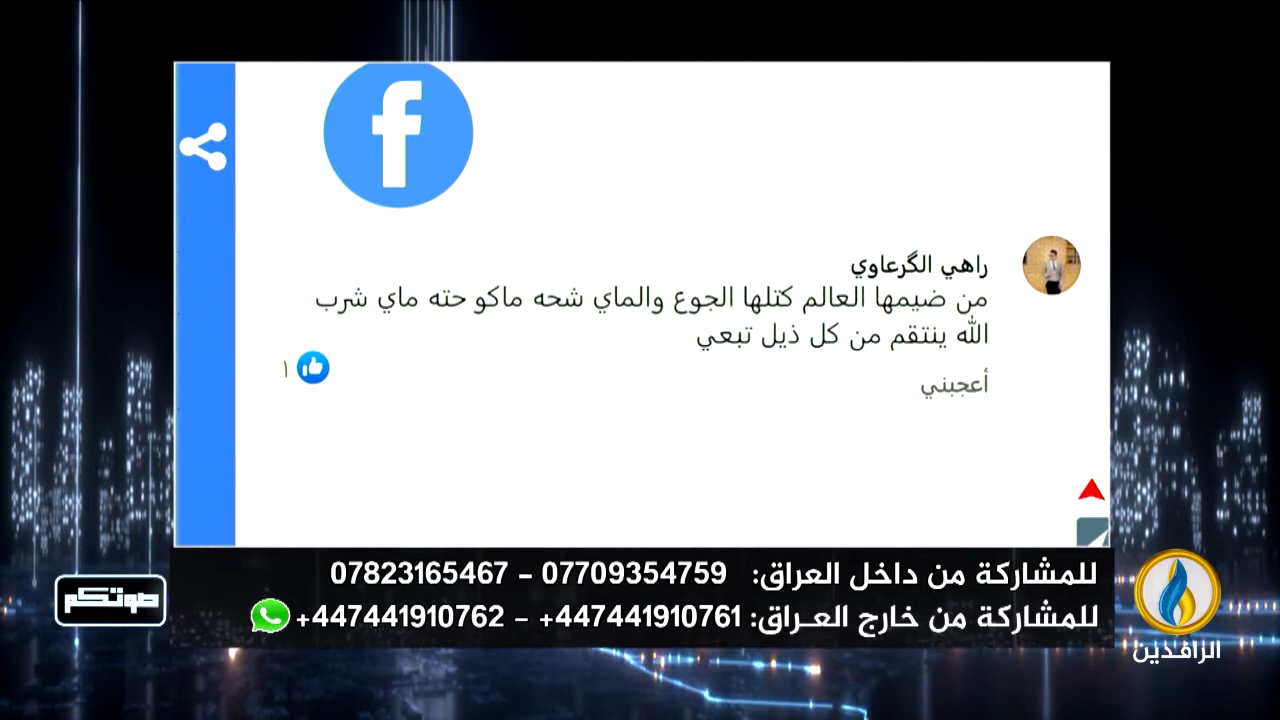 راهي الگرعاوي
من ضيمها العالم كتلها الجوع والماي شحه ماكو حته ماي شرب
الله ينتقم من كل ذيل تبعي
١
أعجبني
للمشاركة من داخل العراق: 07709354759 - 07823165467
للمشاركة من خارج العـراق: 447441910761+ - 447441910762+
صوتكم
الرافدين